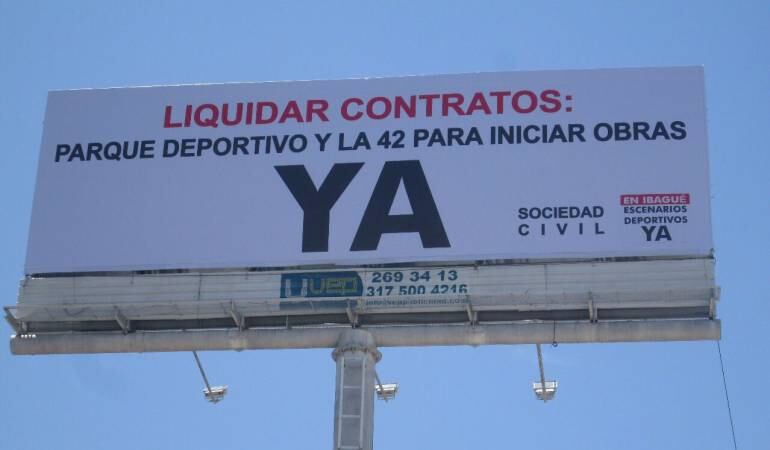 LIQUIDAR CONTRATOS:
PARQUE DEPORTIVO Y LA 42 PARA INICIAR OBRAS
YA
SOCIEDAD
CIVIL
EN IBAGUÉ
ESCENARIOS
DEPORTIVOS
YA
269 34 13
317 500 4216